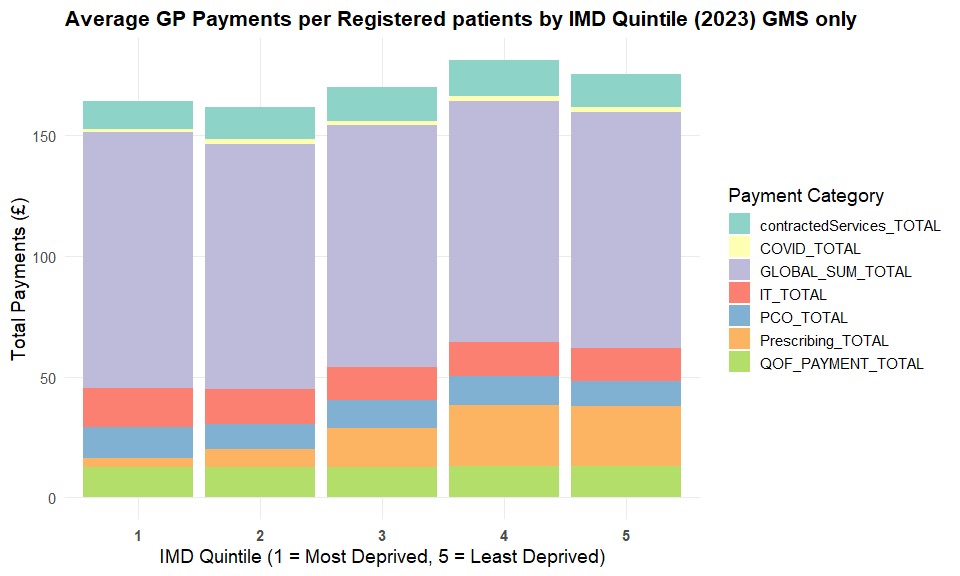 Average GP Payments per Registered patients by IMD Quintile (2023) GMS only
Total Payments (£)
150
100
50
0
1 2 3 4 5
IMD Quintile (1 = Most Deprived, 5 = Least Deprived)
Payment Category
contractedServices_TOTAL
COVID_TOTAL
GLOBAL_SUM_TOTAL
IT_TOTAL
PCO_TOTAL
Prescribing_TOTAL
QOF_PAYMENT_TOTAL